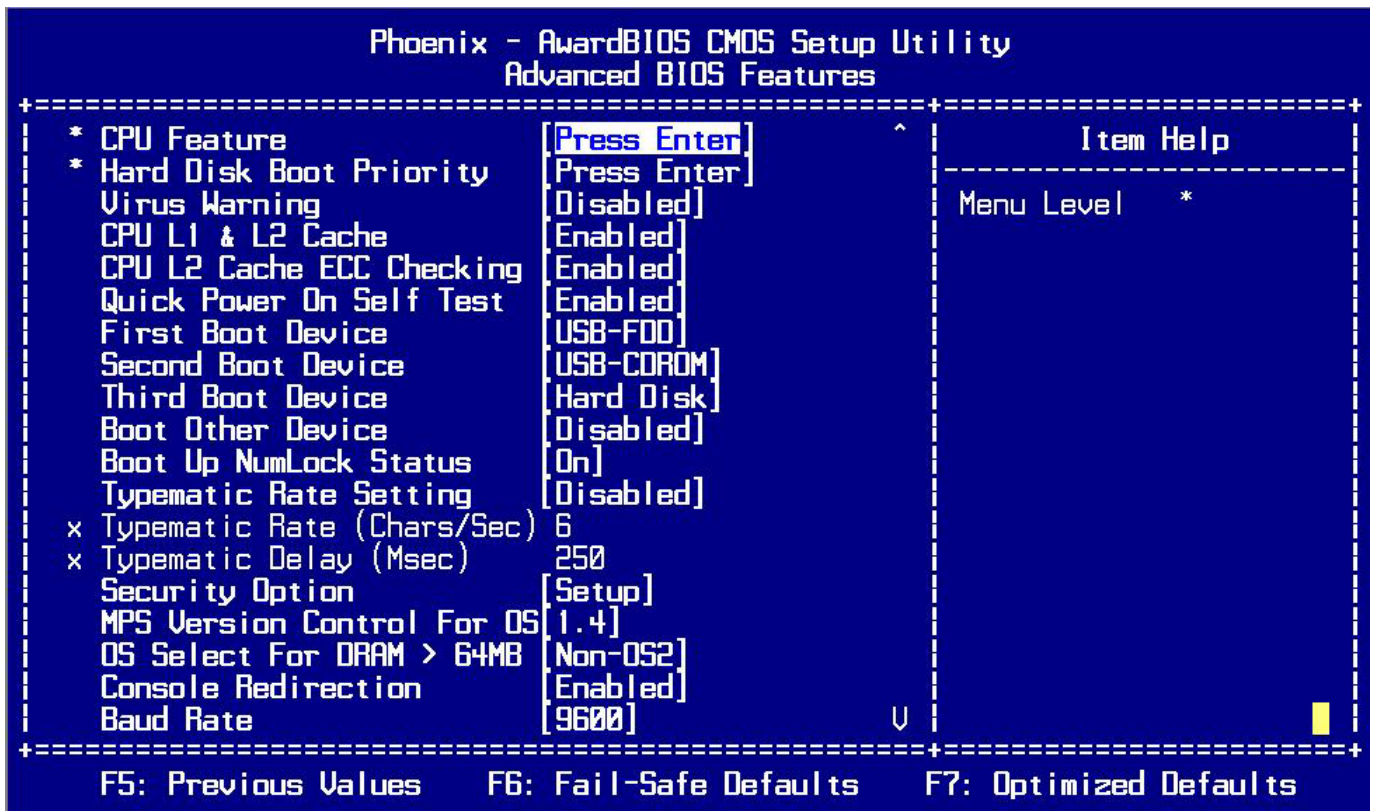 Phoenix - AwardBIOS CMOS Setup Utility
Advanced BIOS Features
* CPU Feature [Press Enter] ^
* Hard Disk Boot Priority [Press Enter]
Virus Warning [Disabled]
CPU L1 & L2 Cache [Enabled]
CPU L2 Cache ECC Checking [Enabled]
Quick Power On Self Test [Enabled]
First Boot Device [USB-FDD]
Second Boot Device [USB-CDROM]
Third Boot Device [Hard Disk]
Boot Other Device [Disabled]
Boot Up NumLock Status [On]
Typematic Rate Setting [Disabled]
x Typematic Rate (Chars/Sec) 6
x Typematic Delay (Msec) 250
Security Option [Setup]
MPS Version Control For OS[1.4]
OS Select For DRAM > 64MB [Non-OS2]
Console Redirection [Enabled]
Baud Rate [9600] V
Item Help
Menu Level *
F5: Previous Values F6: Fail-Safe Defaults F7: Optimized Defaults